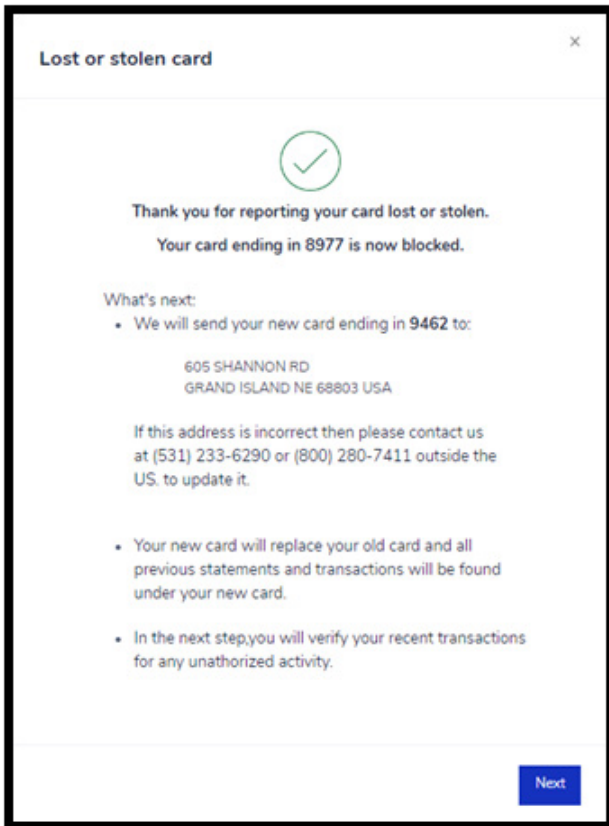 Lost or stolen card
×
Thank you for reporting your card lost or stolen.
Your card ending in 8977 is now blocked.
What's next:
• We will send your new card ending in 9462 to:
605 SHANNON RD
GRAND ISLAND NE 68803 USA
If this address is incorrect then please contact us
at (531) 233-6290 or (800) 280-7411 outside the
US. to update it.
• Your new card will replace your old card and all
previous statements and transactions will be found
under your new card.
• In the next step,you will verify your recent transactions
for any unathorized activity.
Next